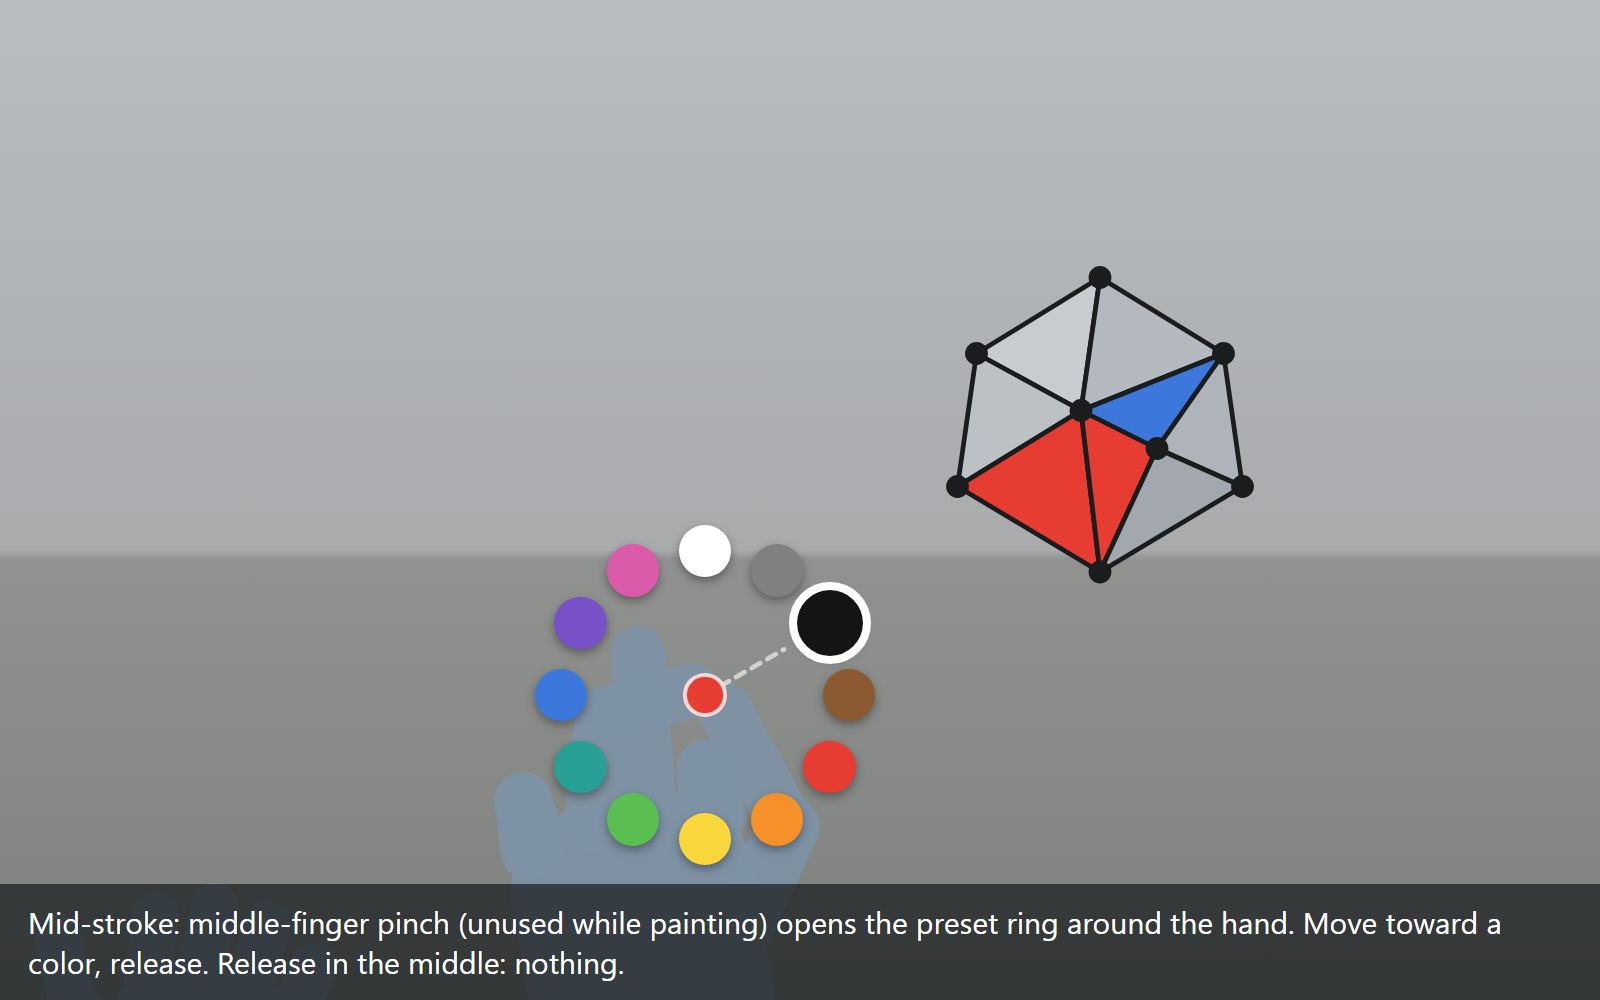 Mid-stroke: middle-finger pinch (unused while painting) opens the preset ring around the hand. Move toward a
color, release. Release in the middle: nothing.